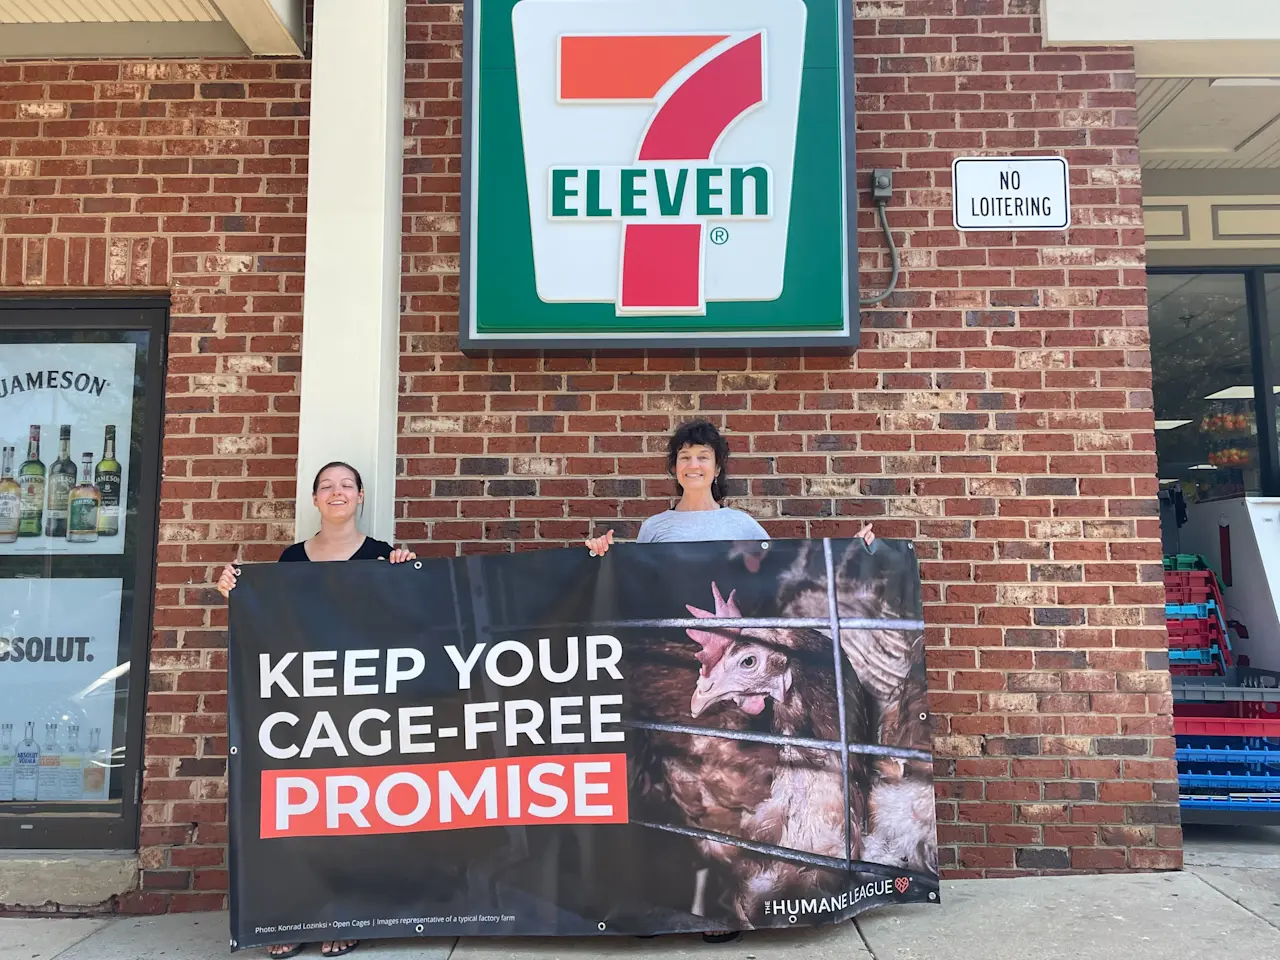 7
ELEVEn
®
NO
LOITERING
JAMESON
ABSOLUT.
KEEP YOUR
CAGE-FREE
PROMISE
Photo: Konrad Lozinski • Open Cages | Images representative of a typical factory farm
THE HUMANE LEAGUE